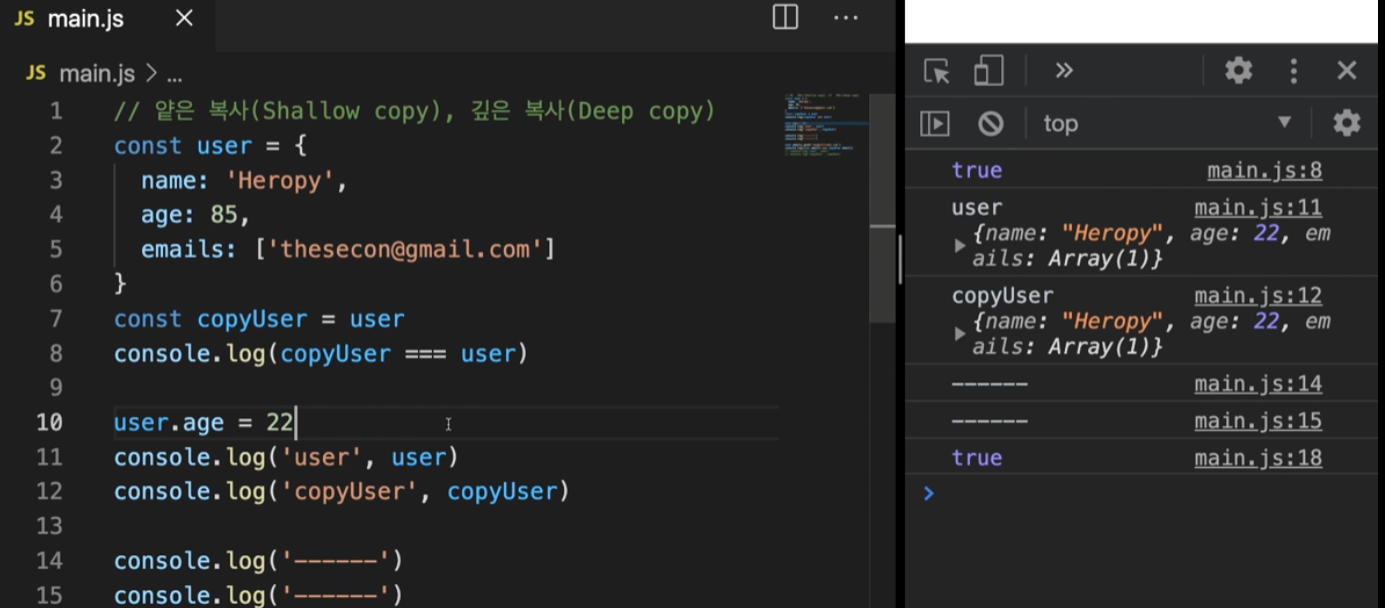 JS main.js
JS main.js > ...
1 // 얕은 복사(Shallow copy), 깊은 복사(Deep copy)
2 const user = {
3   name: 'Heropy',
4   age: 85,
5   emails: ['thesecon@gmail.com']
6 }
7 const copyUser = user
8 console.log(copyUser === user)
9
10 user.age = 22
11 console.log('user', user)
12 console.log('copyUser', copyUser)
13
14 console.log('------')
15 console.log('------')
top
true main.js:8
user main.js:11
{name: "Heropy", age: 22, em
ails: Array(1)}
copyUser main.js:12
{name: "Heropy", age: 22, em
ails: Array(1)}
------ main.js:14
------ main.js:15
true main.js:18